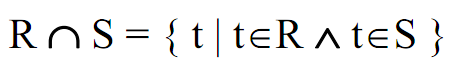 R ∩ S = { t | t∈R ∧ t∈S }